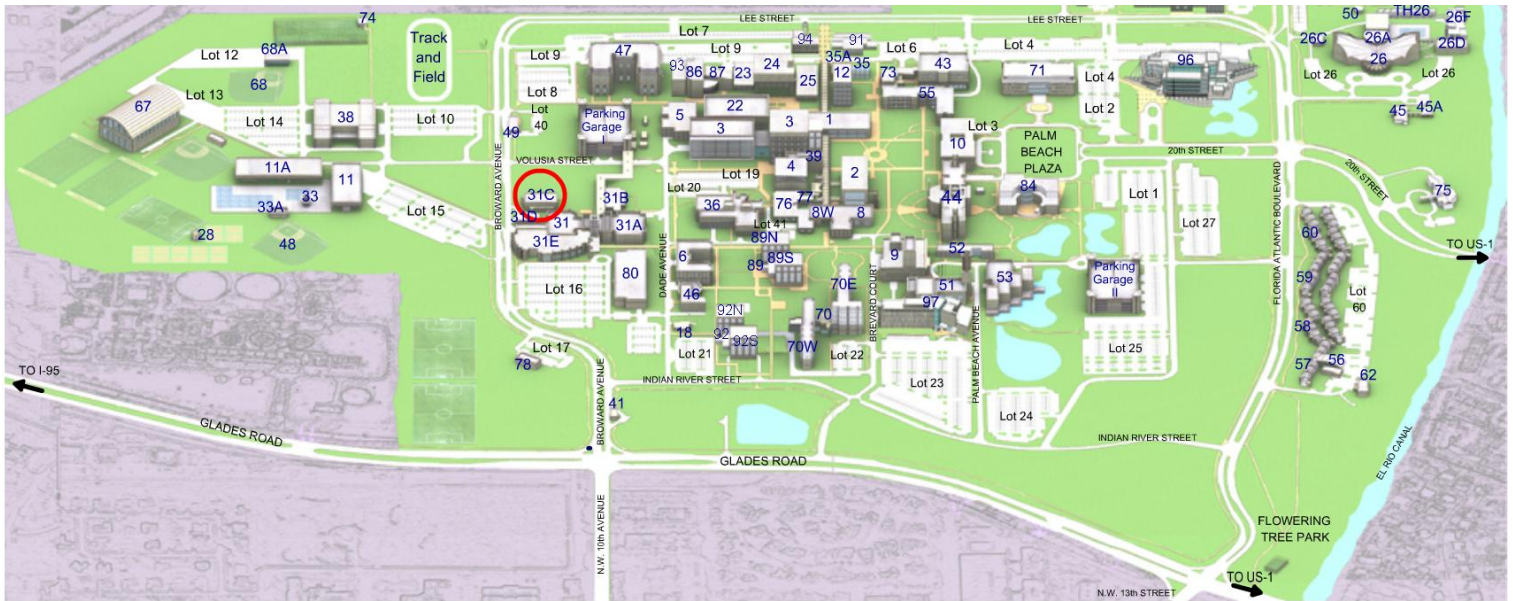 LEE STREET
LEE STREET
50
TH26
26F
74
Track
and
Field
Lot 7
94
91
Lot 12
68A
Lot 9
47
Lot 9
35A
Lot 6
Lot 4
26C
26A
26D
93
86
87
23
24
25
12
35
73
43
71
Lot 4
96
26
Lot 26
Lot 26
68
67
Lot 13
Lot 8
55
Lot 2
45
45A
Lot
40
Parking
Garage
I
5
22
1
38
Lot 10
Lot 14
49
3
3
Lot 3
10
PALM
BEACH
PLAZA
20th STREET
20th STREET
BROWARD AVENUE
VOLUSIA STREET
39
11A
11
4
2
Lot 19
33
33A
31C
31B
Lot 20
77
76
44
84
Lot 1
75
Lot 15
31D
31
31A
36
8W
8
Lot 41
Lot 27
28
48
31E
89N
52
60
TO US-1
DADE AVENUE
6
89
89S
9
53
Parking
Garage
II
FLORIDA ATLANTIC BOULEVARD
59
Lot
60
80
Lot 16
46
70E
51
97
92N
BREVARD COURT
18
92
92S
70
70W
58
Lot 17
78
Lot 21
Lot 22
Lot 25
57
56
62
PALM BEACH AVENUE
TO I-95
INDIAN RIVER STREET
Lot 23
41
Lot 24
BROWARD AVENUE
GLADES ROAD
INDIAN RIVER STREET
EL RIO CANAL
GLADES ROAD
N.W. 10th AVENUE
FLOWERING
TREE PARK
TO US-1
N.W. 13th STREET